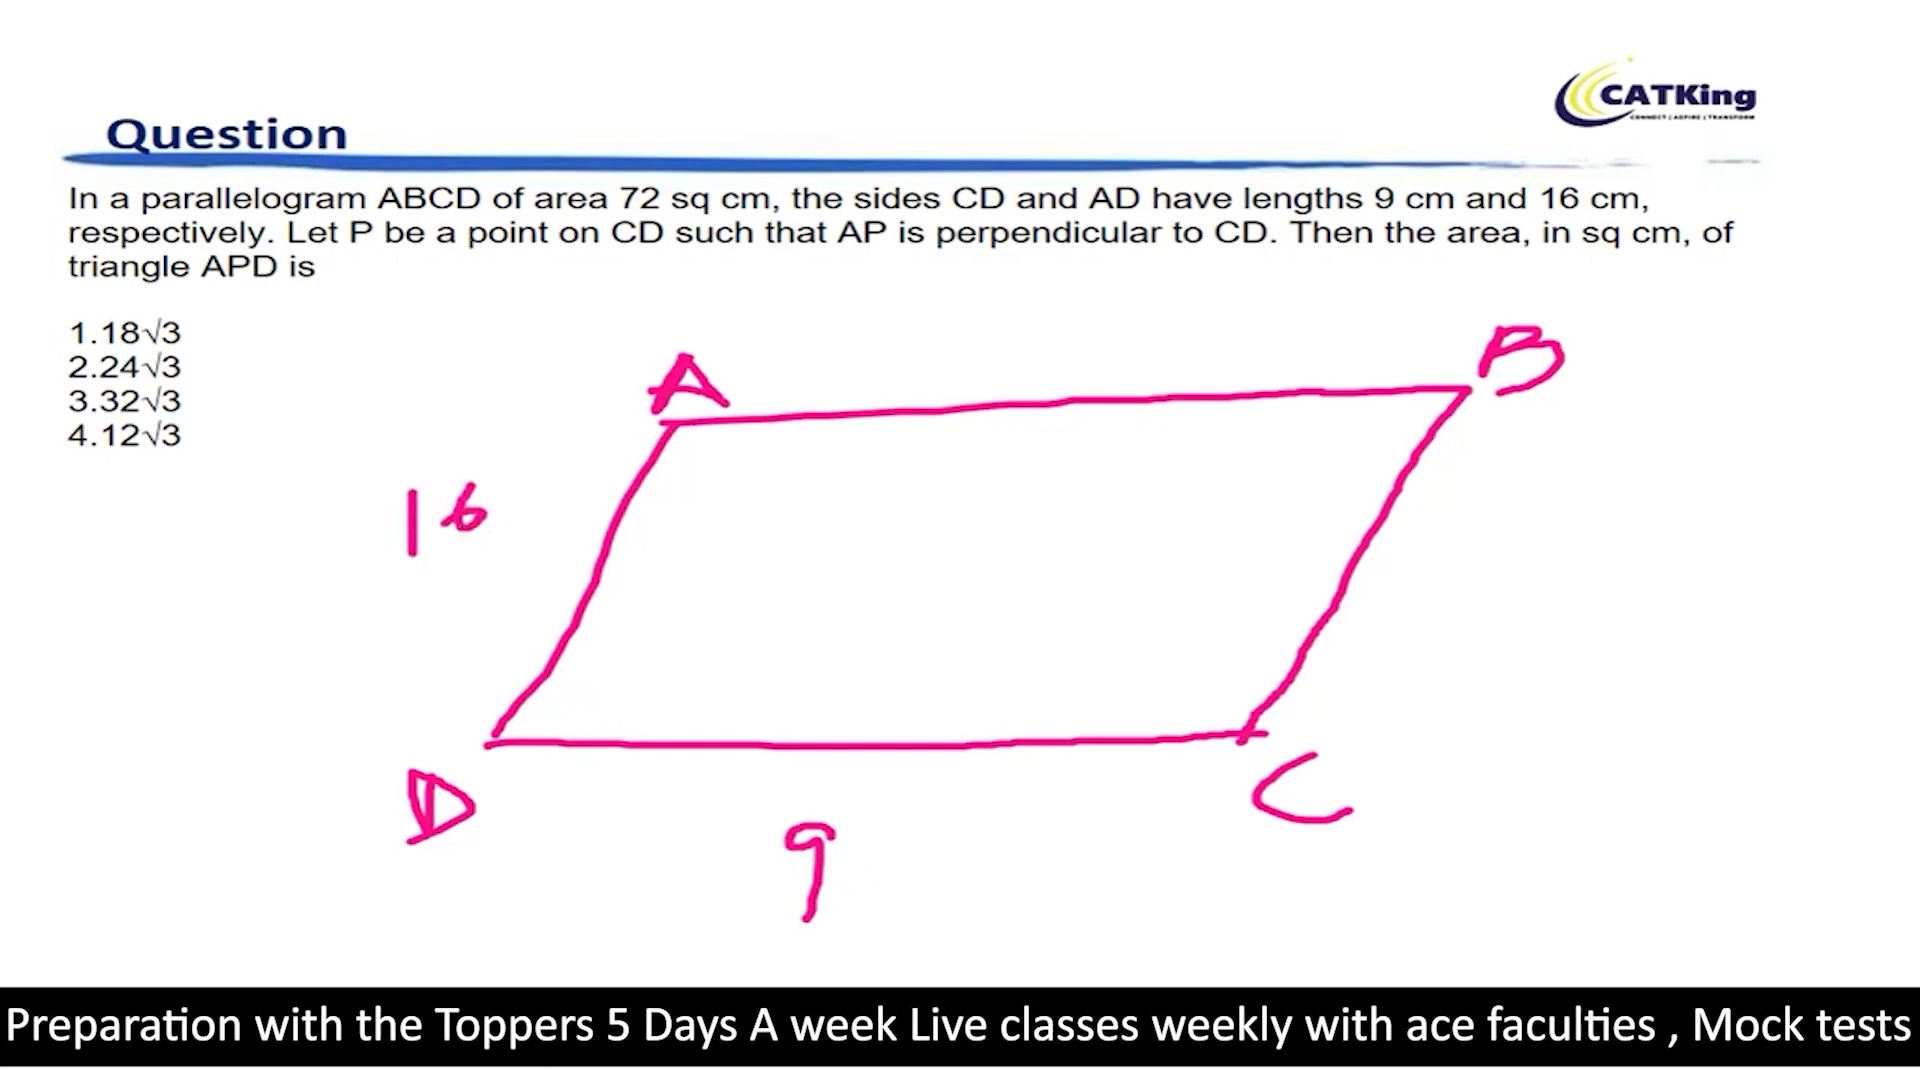 CATKing
CONNECT | ASPIRE | TRANSFORM
Question
In a parallelogram ABCD of area 72 sq cm, the sides CD and AD have lengths 9 cm and 16 cm,
respectively. Let P be a point on CD such that AP is perpendicular to CD. Then the area, in sq cm, of
triangle APD is
1.18√3
2.24√3
3.32√3
4.12√3
A
B
16
D
C
9
Preparation with the Toppers 5 Days A week Live classes weekly with ace faculties , Mock tests